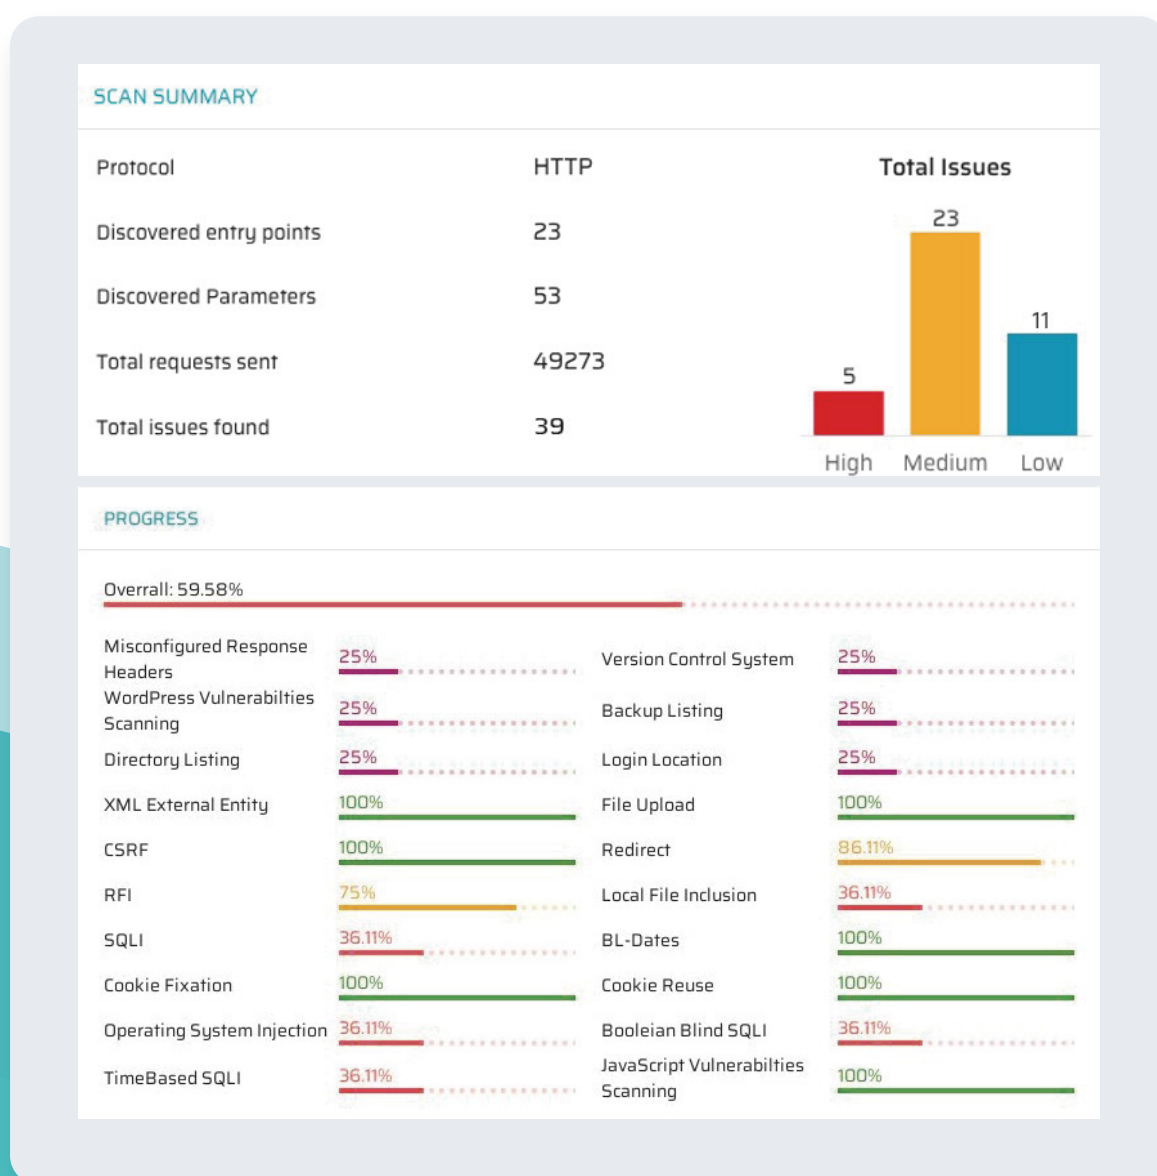 SCAN SUMMARY
Protocol HTTP
Discovered entry points 23
Discovered Parameters 53
Total requests sent 49273
Total issues found 39
Total Issues
23
11
5
High Medium Low
PROGRESS
Overrall: 59.58%
Misconfigured Response
Headers
25%
Version Control System 25%
WordPress Vulnerabilties
Scanning
25%
Backup Listing 25%
Directory Listing 25%
Login Location 25%
XML External Entity 100%
File Upload 100%
CSRF 100%
Redirect 86.11%
RFI 75%
Local File Inclusion 36.11%
SQLI 36.11%
BL-Dates 100%
Cookie Fixation 100%
Cookie Reuse 100%
Operating System Injection 36.11%
Booleian Blind SQLI 36.11%
TimeBased SQLI 36.11%
JavaScript Vulnerabilties
Scanning
100%